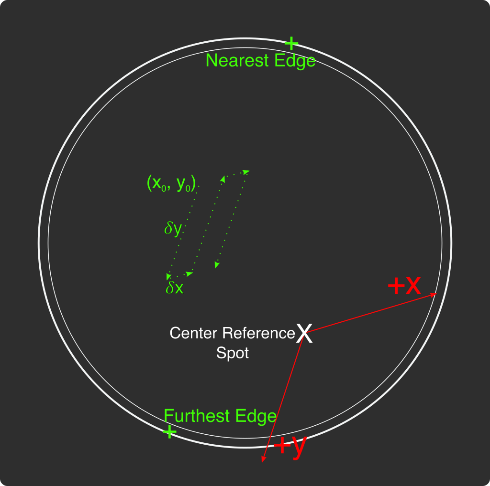 Nearest Edge
(x₀, y₀)
δy
δx
+x
Center Reference X
Spot
Furthest Edge
+y